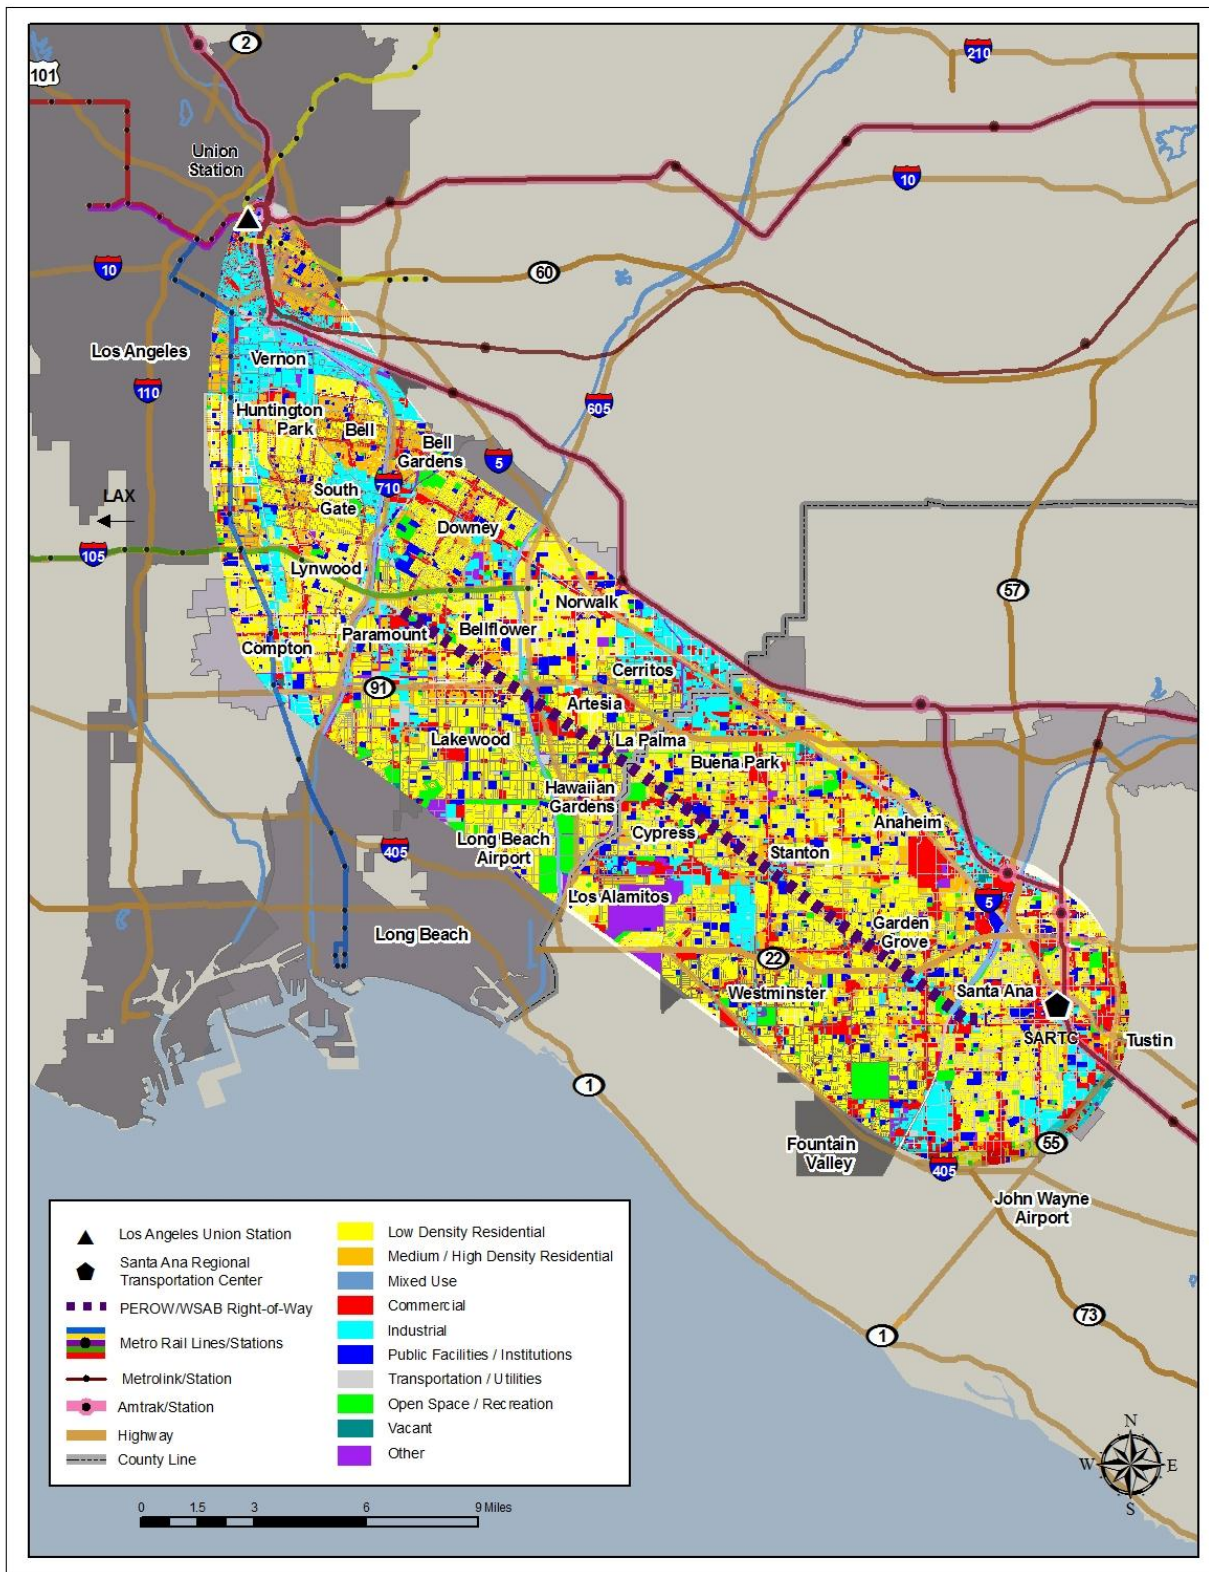 2
101
210
Union
Station
10
10
60
Los Angeles
Vernon
110
605
Huntington
Park
Bell
Bell
Gardens
5
710
LAX
South
Gate
Downey
105
Lynwood
57
Norwalk
Paramount
Bellflower
Compton
Cerritos
91
Artesia
Lakewood
La Palma
Buena Park
Hawaiian
Gardens
Anaheim
Cypress
Long Beach
Airport
405
Stanton
Los Alamitos
5
Garden
Grove
Long Beach
22
Westminster
Santa Ana
SARTC
Tustin
1
Fountain
Valley
55
405
John Wayne
Airport
73
1
Los Angeles Union Station
Santa Ana Regional
Transportation Center
PEROW/WSAB Right-of-Way
Metro Rail Lines/Stations
Metrolink/Station
Amtrak/Station
Highway
County Line
Low Density Residential
Medium / High Density Residential
Mixed Use
Commercial
Industrial
Public Facilities / Institutions
Transportation / Utilities
Open Space / Recreation
Vacant
Other
N
W
E
S
0 1.5 3 6 9 Miles